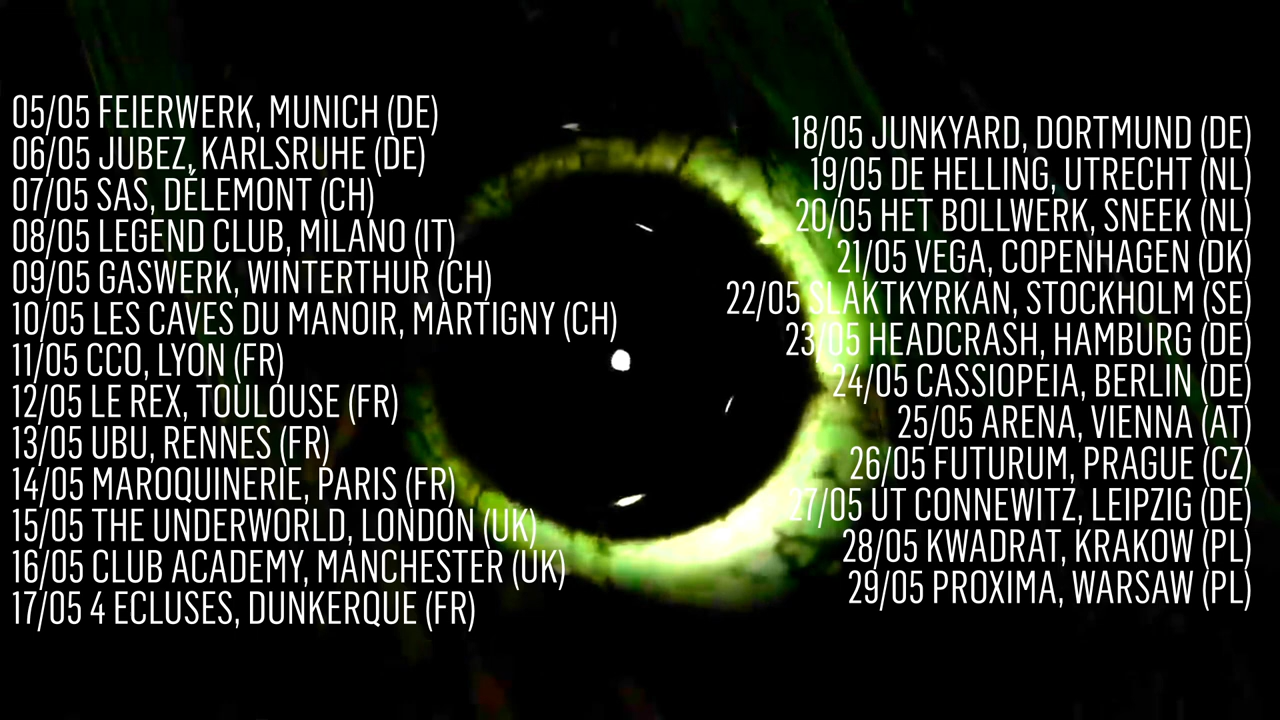 05/05 FEIERWERK, MUNICH (DE)
06/05 JUBEZ, KARLSRUHE (DE)
07/05 SAS, DÉLEMONT (CH)
08/05 LEGEND CLUB, MILANO (IT)
09/05 GASWERK, WINTERTHUR (CH)
10/05 LES CAVES DU MANOIR, MARTIGNY (CH)
11/05 CCO, LYON (FR)
12/05 LE REX, TOULOUSE (FR)
13/05 UBU, RENNES (FR)
14/05 MAROQUINERIE, PARIS (FR)
15/05 THE UNDERWORLD, LONDON (UK)
16/05 CLUB ACADEMY, MANCHESTER (UK)
17/05 4 ECLUSES, DUNKERQUE (FR)
18/05 JUNKYARD, DORTMUND (DE)
19/05 DE HELLING, UTRECHT (NL)
20/05 HET BOLLWERK, SNEEK (NL)
21/05 VEGA, COPENHAGEN (DK)
22/05 SLAKTKYRKAN, STOCKHOLM (SE)
23/05 HEADCRASH, HAMBURG (DE)
24/05 CASSIOPEIA, BERLIN (DE)
25/05 ARENA, VIENNA (AT)
26/05 FUTURUM, PRAGUE (CZ)
27/05 UT CONNEWITZ, LEIPZIG (DE)
28/05 KWADRAT, KRAKOW (PL)
29/05 PROXIMA, WARSAW (PL)